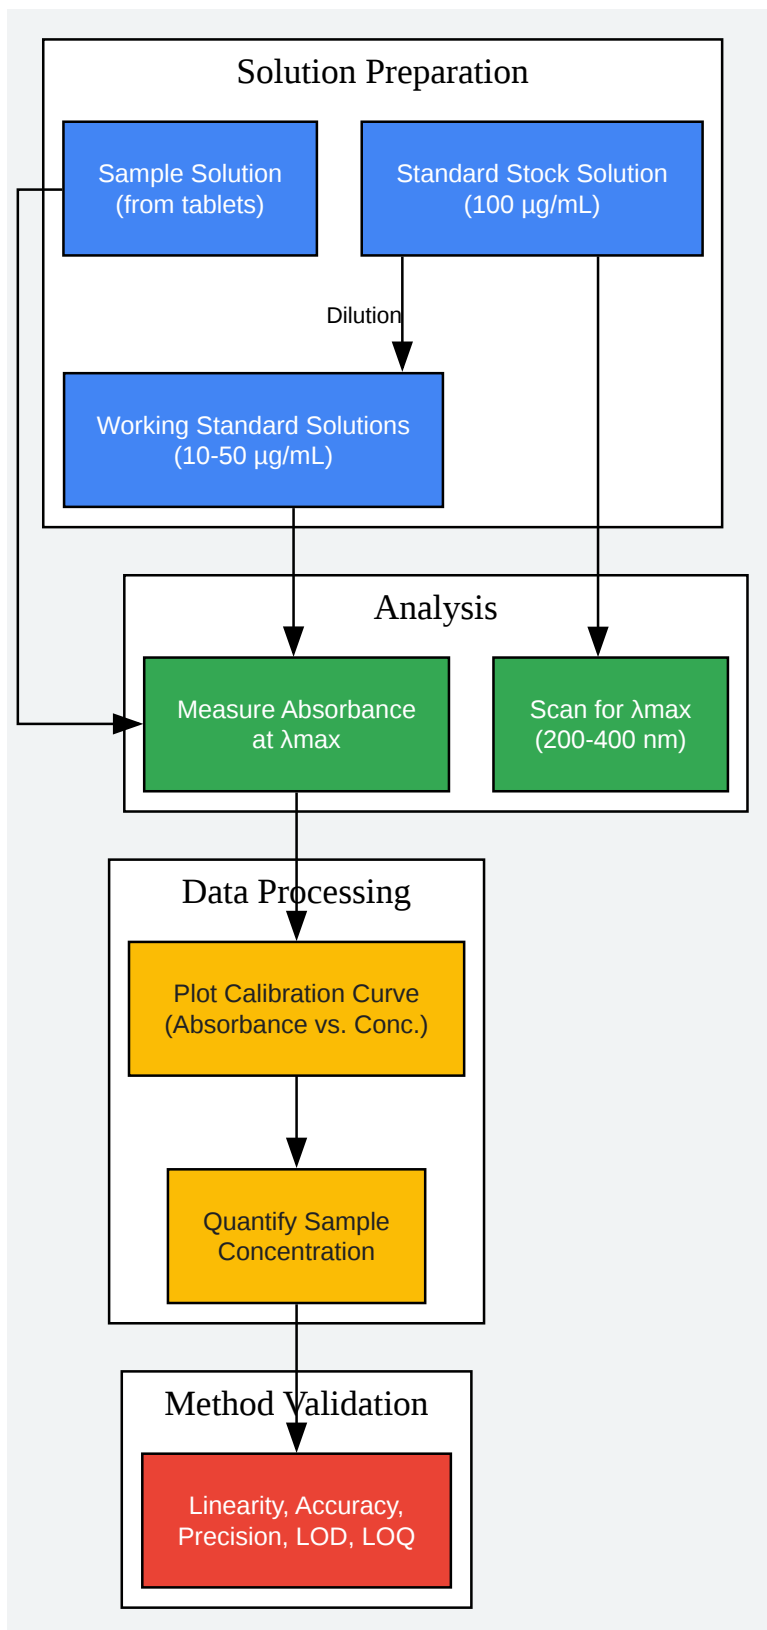 Solution Preparation
Sample Solution
(from tablets)
Standard Stock Solution
(100 µg/mL)
Dilution
Working Standard Solutions
(10-50 µg/mL)
Analysis
Measure Absorbance
at λmax
Scan for λmax
(200-400 nm)
Data Processing
Plot Calibration Curve
(Absorbance vs. Conc.)
Quantify Sample
Concentration
Method Validation
Linearity, Accuracy,
Precision, LOD, LOQ